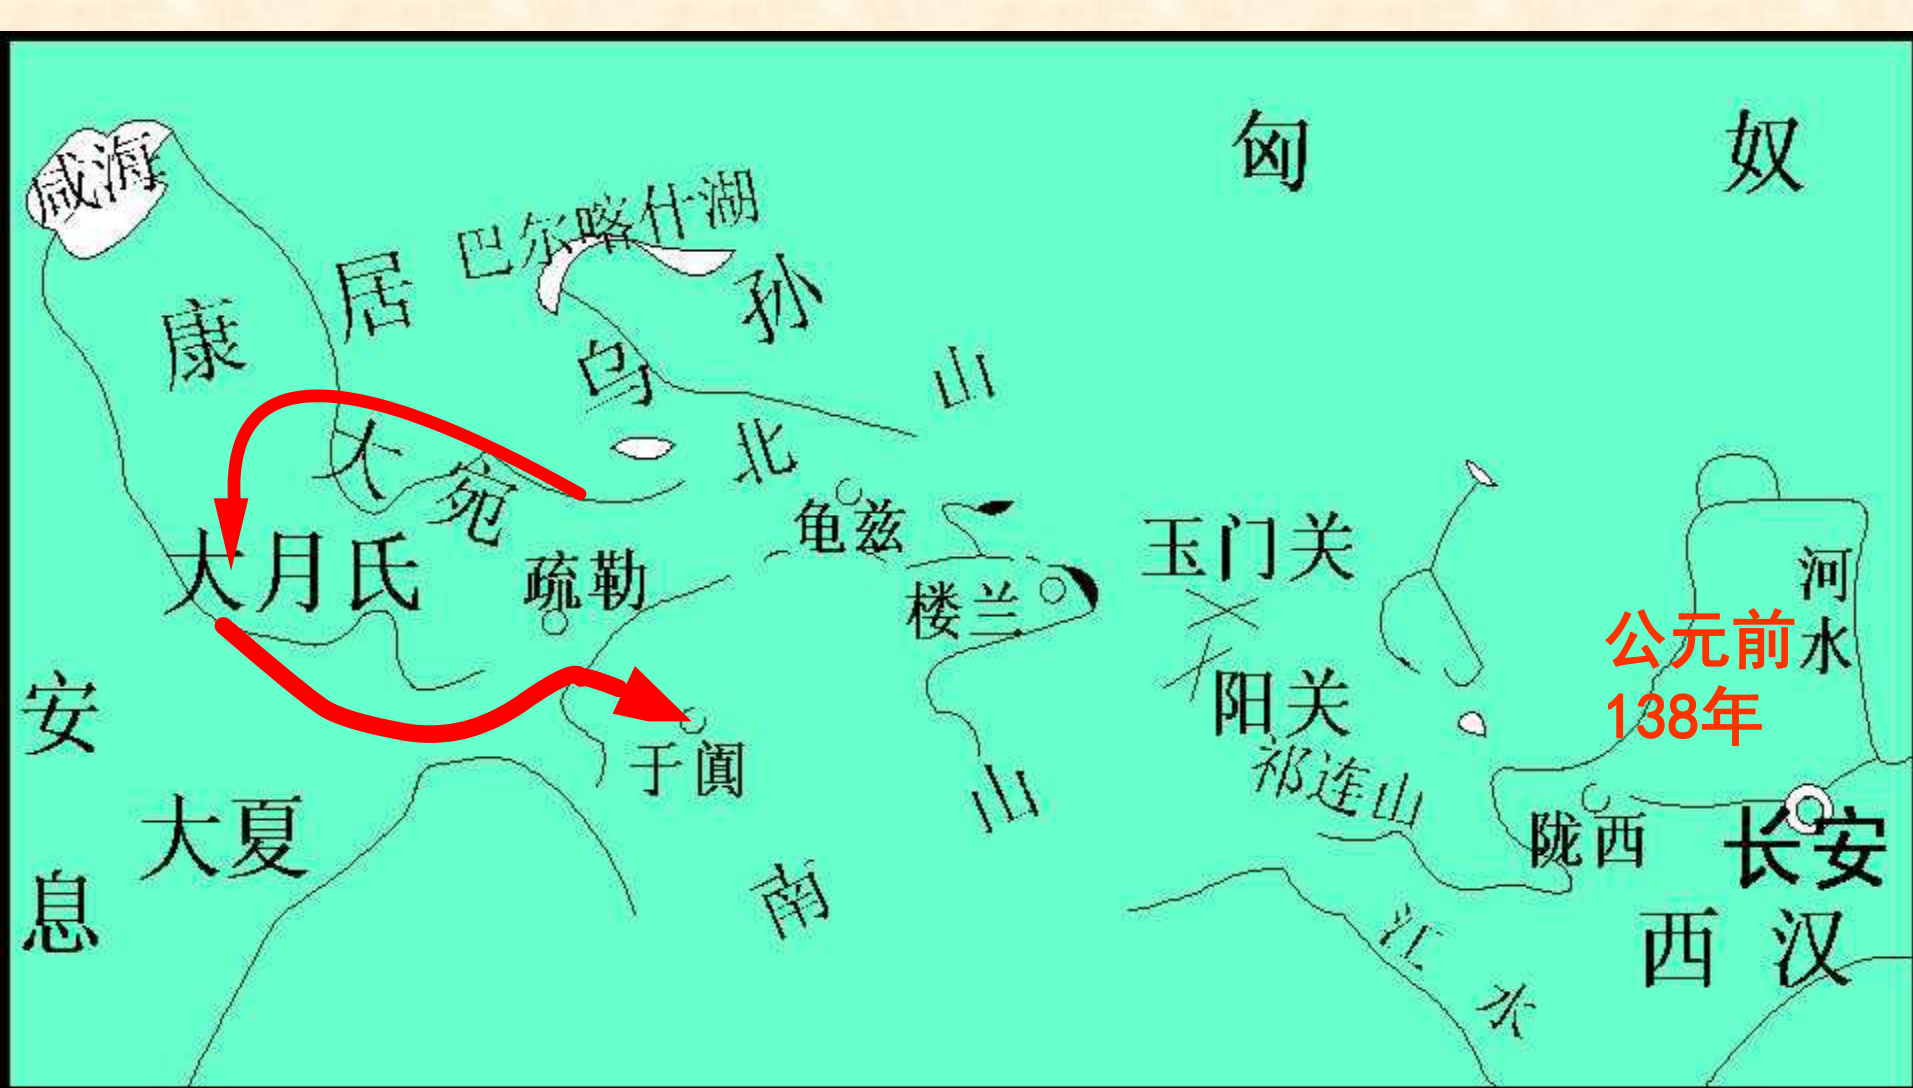 匈 奴
咸海
巴尔喀什湖
康 居
乌 孙
北 山
大 宛
龟兹
玉门关
大月氏
疏勒
楼兰
河水
公元前
138年
阳关
安 息
于阗
祁连山
大夏
南 山
陇西
长安
西 汉
江 水